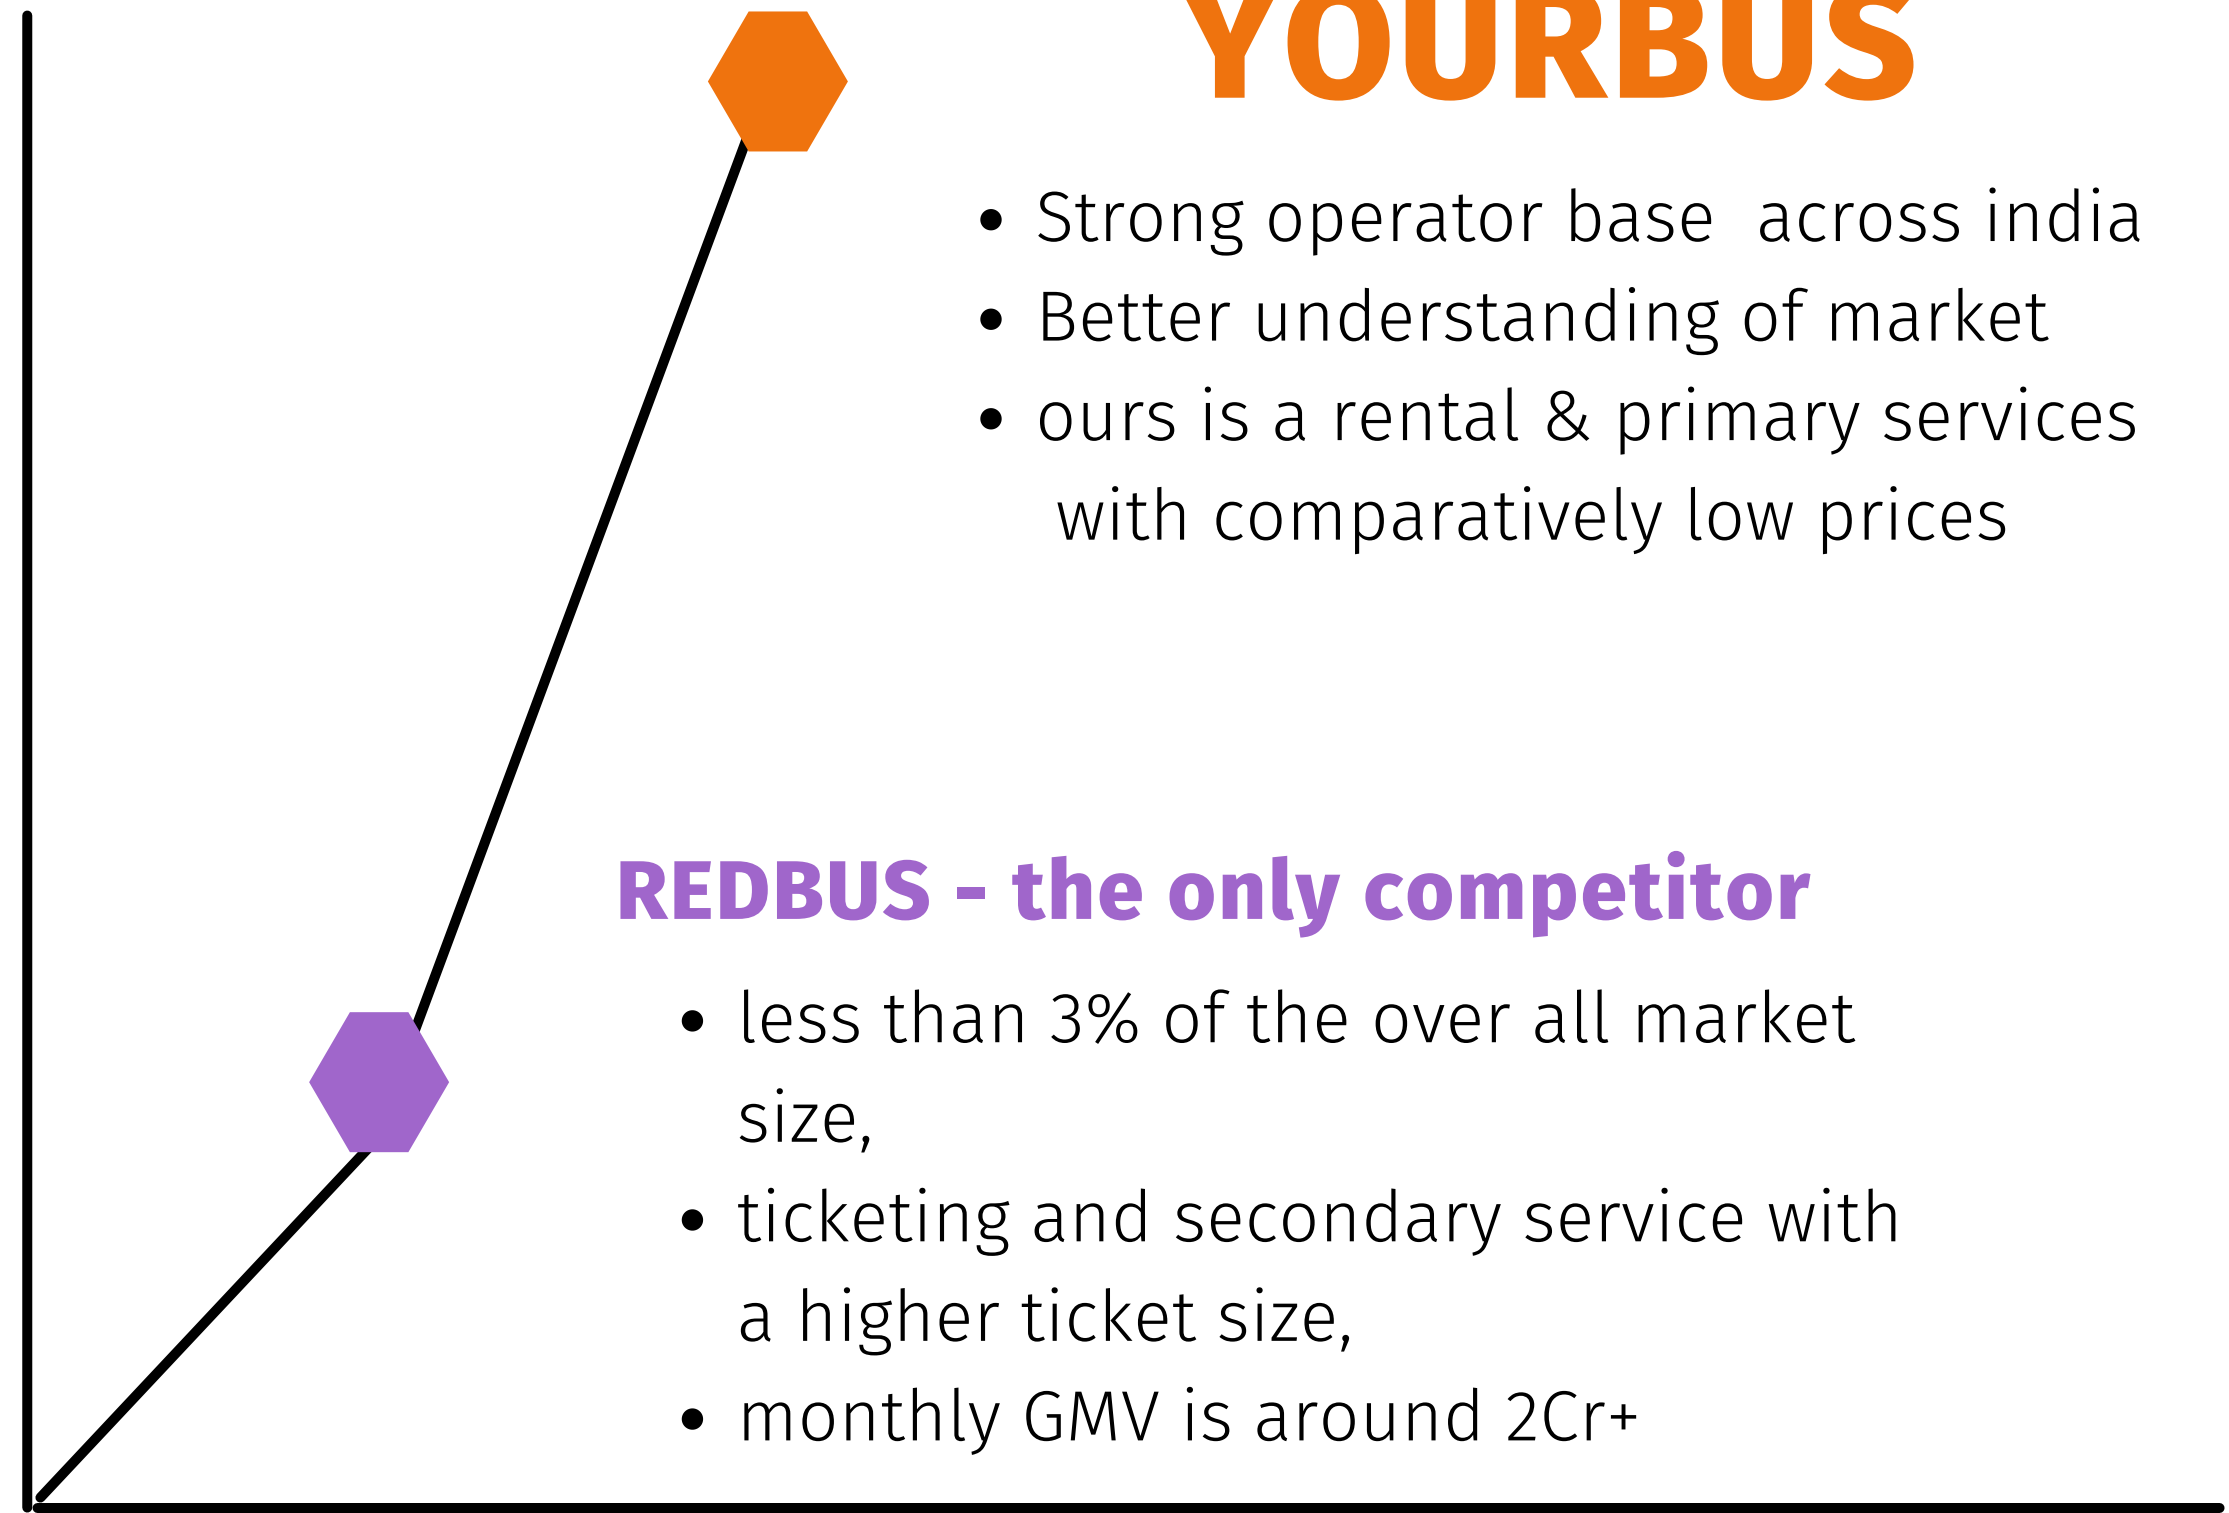 YOURBUS
• Strong operator base  across india
• Better understanding of market
• ours is a rental & primary services
with comparatively low prices
REDBUS - the only competitor
• less than 3% of the over all market
size,
• ticketing and secondary service with
a higher ticket size,
• monthly GMV is around 2Cr+